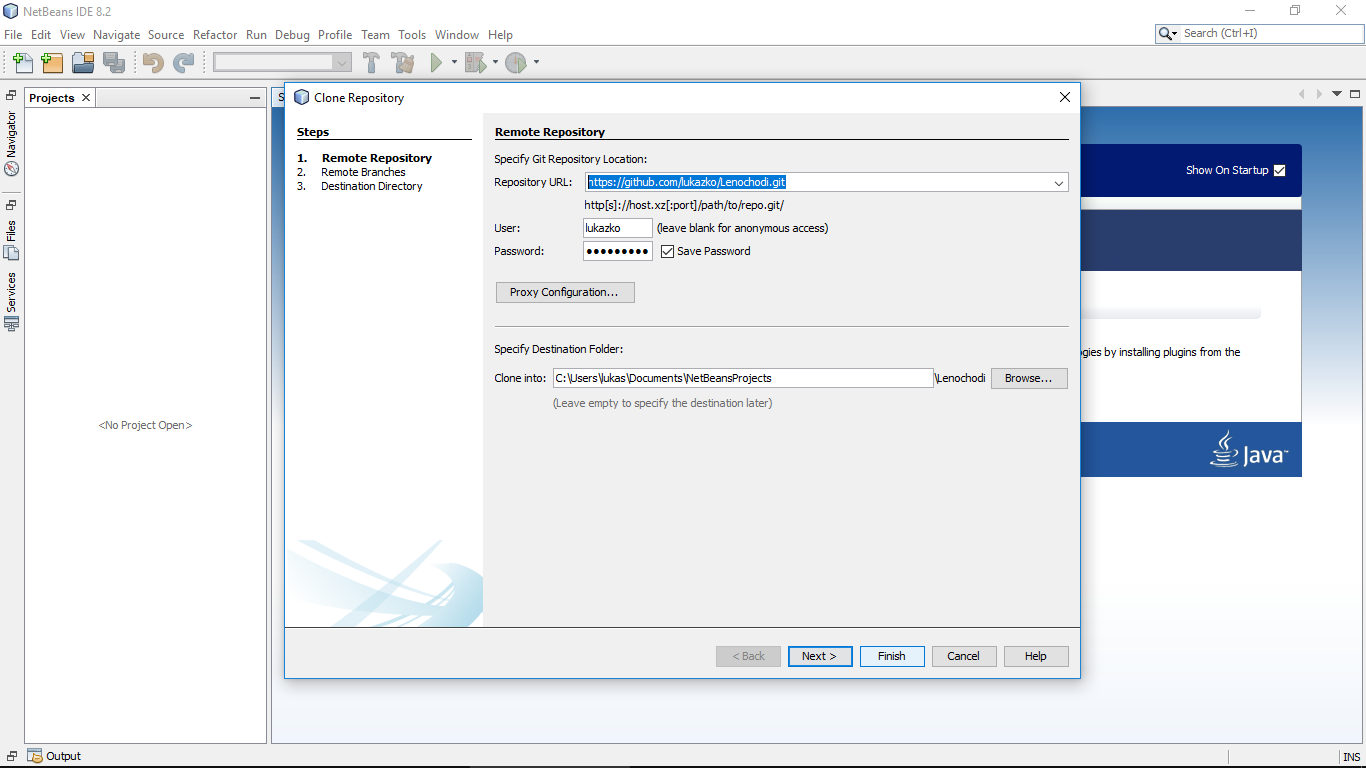 NetBeans IDE 8.2
File Edit View Navigate Source Refactor Run Debug Profile Team Tools Window Help
Search (Ctrl+I)
Projects
Navigator
Files
Services
<No Project Open>
S
Show On Startup
gies by installing plugins from the
Java™
Clone Repository
Steps
1. Remote Repository
2. Remote Branches
3. Destination Directory
Remote Repository
Specify Git Repository Location:
Repository URL: https://github.com/lukazko/Lenochodi.git
http[s]://host.xz[:port]/path/to/repo.git/
User: lukazko (leave blank for anonymous access)
Password: ●●●●●●●●● Save Password
Proxy Configuration...
Specify Destination Folder:
Clone into: C:\Users\lukas\Documents\NetBeansProjects \Lenochodi Browse...
(Leave empty to specify the destination later)
< Back Next > Finish Cancel Help
Output
INS